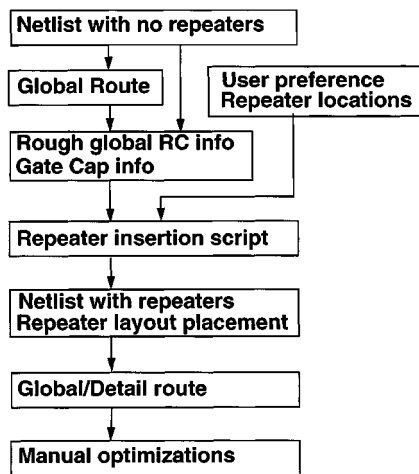 Netlist with no repeaters
Global Route
User preference
Repeater locations
Rough global RC info
Gate Cap info
Repeater insertion script
Netlist with repeaters
Repeater layout placement
Global/Detail route
Manual optimizations